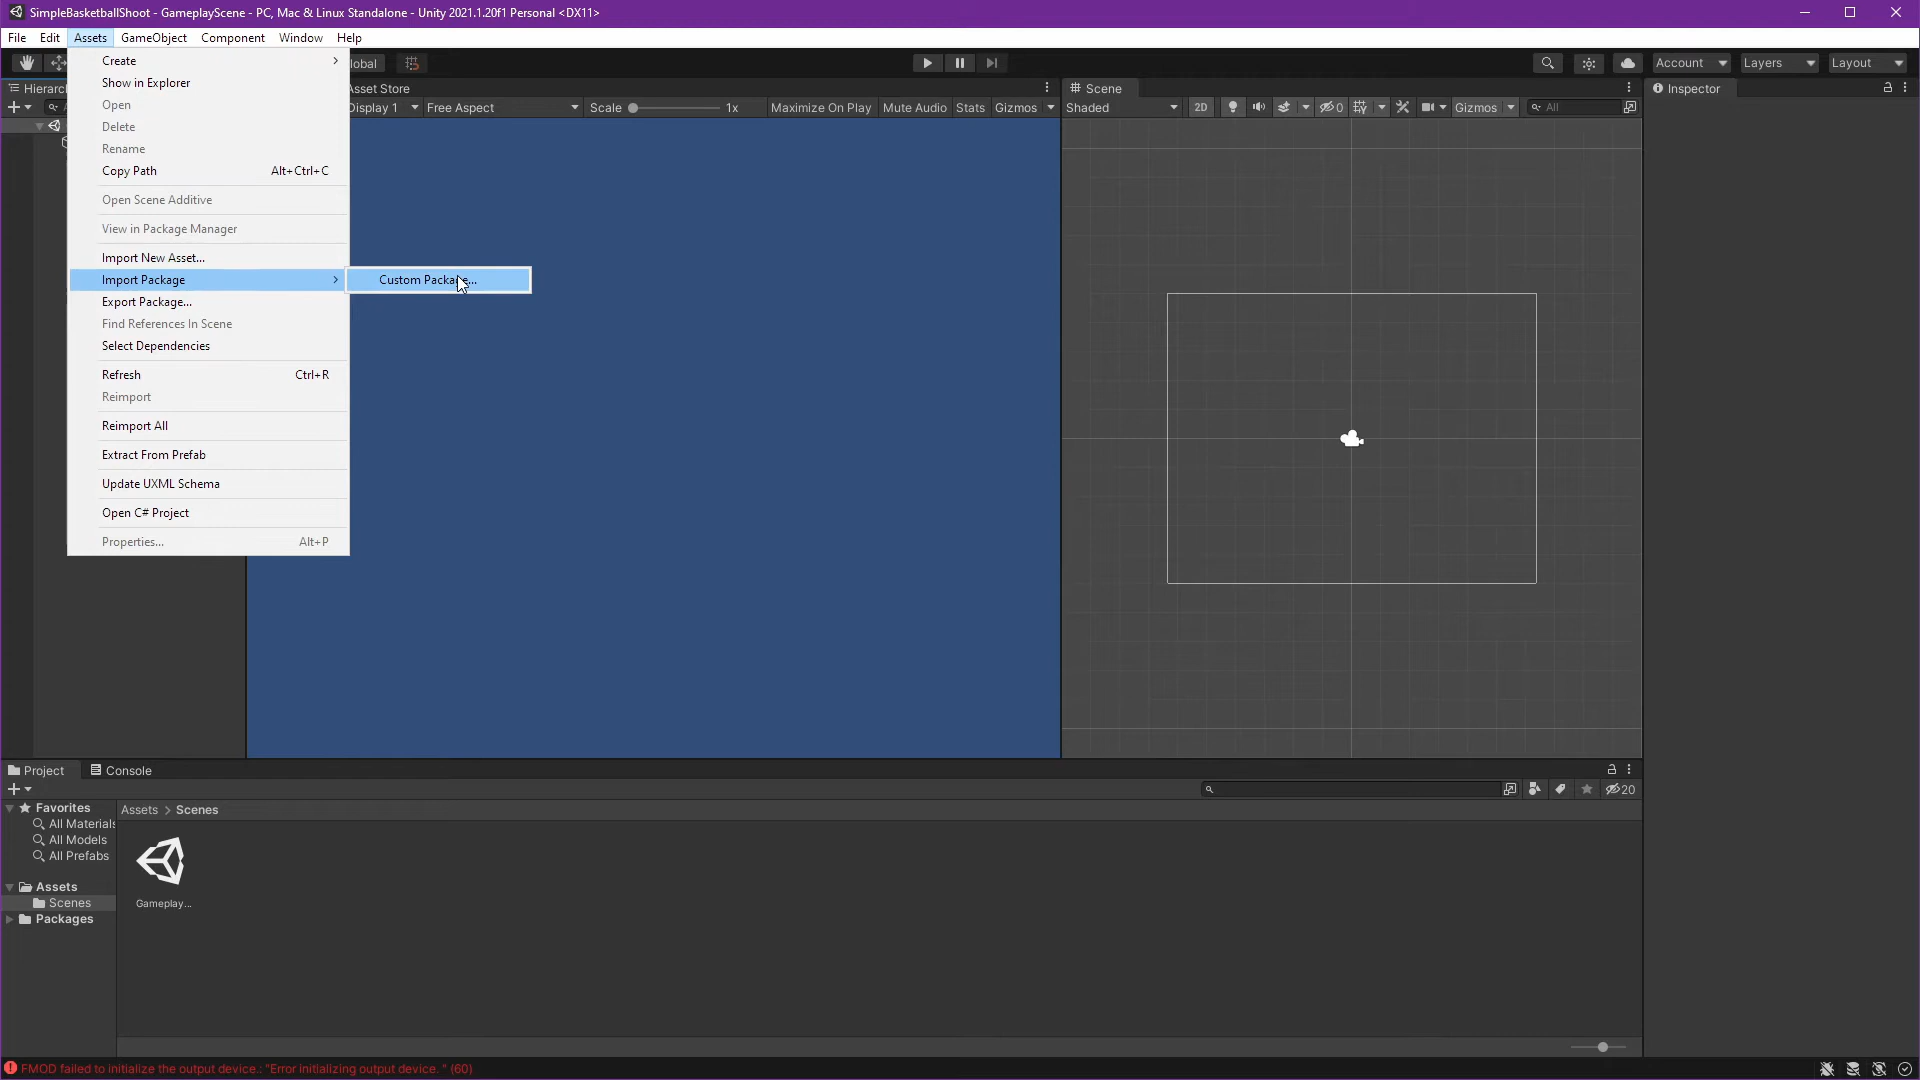 SimpleBasketballShoot - GameplayScene - PC, Mac & Linux Standalone - Unity 2021.1.20f1 Personal <DX11>
File Edit Assets GameObject Component Window Help
Create
Show in Explorer
Open
Delete
Rename
Copy Path Alt+Ctrl+C
Open Scene Additive
View in Package Manager
Import New Asset...
Import Package
Export Package...
Find References In Scene
Select Dependencies
Refresh Ctrl+R
Reimport
Reimport All
Extract From Prefab
Update UXML Schema
Open C# Project
Properties... Alt+P
Custom Package...
lobal
Account Layers Layout
Hierarc
Asset Store
Display 1 Free Aspect Scale 1x Maximize On Play Mute Audio Stats Gizmos
Scene
Shaded 2D 0 Gizmos All
Inspector
Project Console
20
Favorites
All Materials
All Models
All Prefabs
Assets
Scenes
Packages
Assets > Scenes
Gameplay...
FMOD failed to initialize the output device.: "Error initializing output device. " (60)